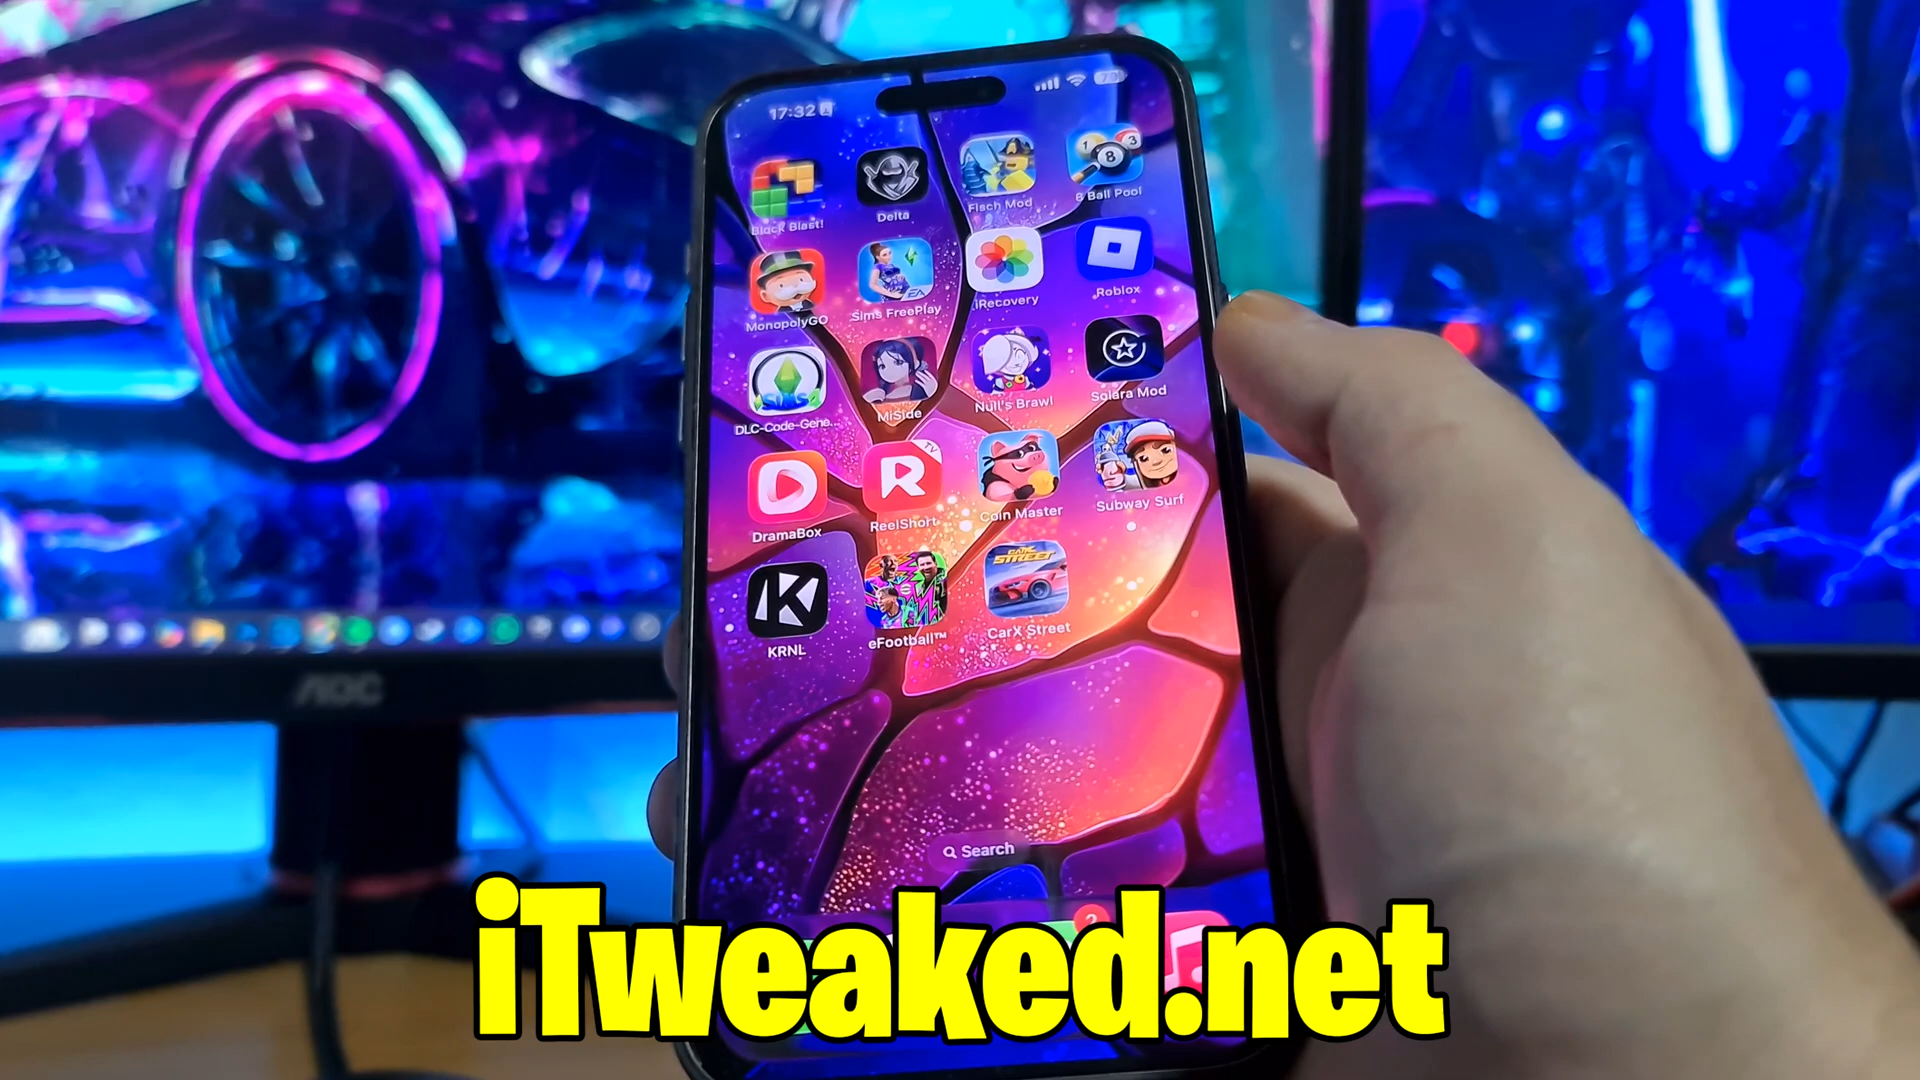 17:32
Block Blast!
Delta
Fisch Mod
8 Ball Pool
MonopolyGO
Sims FreePlay
iRecovery
Roblox
DLC-Code-Gene...
MiSide
Null's Brawl
Solara Mod
DramaBox
ReelShort
Coin Master
Subway Surf
KRNL
eFootball™
CarX Street
Search
AOC
iTweaked.net